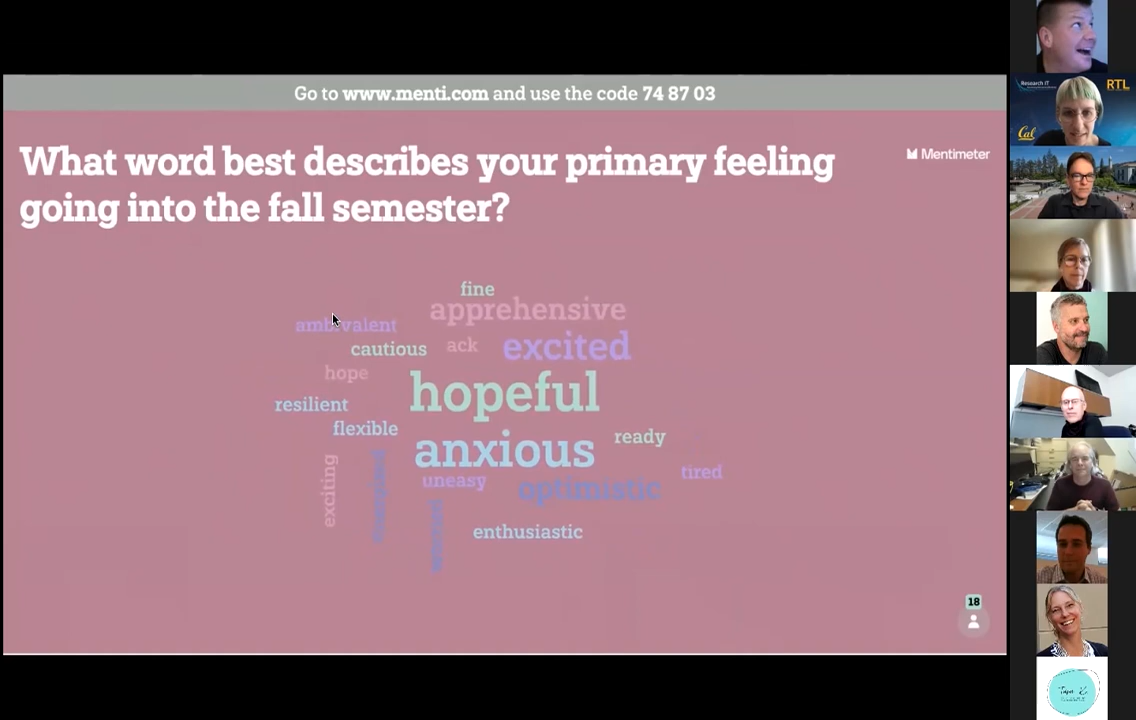 Go to www.menti.com and use the code 74 87 03
What word best describes your primary feeling
going into the fall semester?
Mentimeter
fine
apprehensive
ambivalent
cautious
ack
excited
hope
hopeful
resilient
flexible
anxious
ready
exciting
uneasy
optimistic
tired
enthusiastic
18
Research IT
RTL
Cal